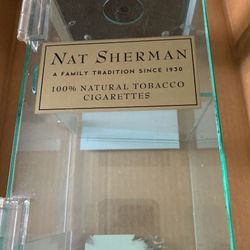 NAT SHERMAN
A FAMILY TRADITION SINCE 1930
100% NATURAL TOBACCO
CIGARETTES